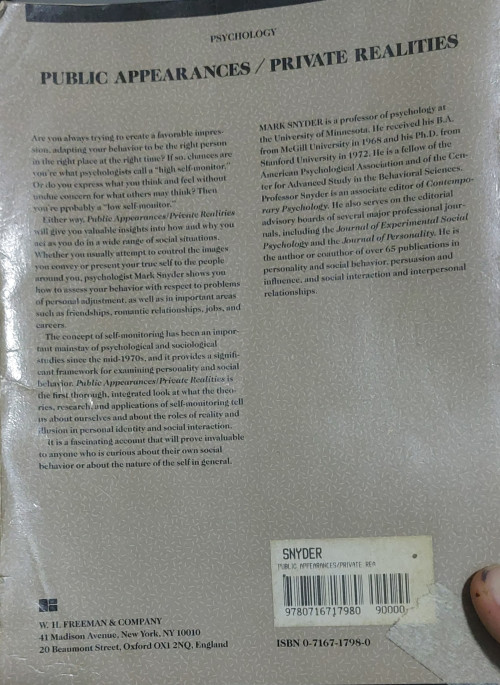 PSYCHOLOGY
PUBLIC APPEARANCES / PRIVATE REALITIES
Are you always trying to create a favorable impres-
sion, adapting your behavior to be the right person
in the right place at the right time? If so, chances are
you're what psychologists call a "high self-monitor."
Or do you express what you think and feel without
undue concern for what others may think? Then
you're probably a "low self-monitor."
Either way, Public Appearances/Private Realities
will give you valuable insights into how and why you
act as you do in a wide range of social situations.
Whether you usually attempt to control the images
you convey or present your true self to the people
around you, psychologist Mark Snyder shows you
how to assess your behavior with respect to problems
of personal adjustment, as well as in important areas
such as friendships, romantic relationships, jobs, and
careers.
The concept of self-monitoring has been an impor-
tant mainstay of psychological and sociological
studies since the mid-1970s, and it provides a signifi-
cant framework for examining personality and social
behavior. Public Appearances/Private Realities is
the first thorough, integrated look at what the theo-
ries, research, and applications of self-monitoring tell
us about ourselves and about the roles of reality and
illusion in personal identity and social interaction.
It is a fascinating account that will prove invaluable
to anyone who is curious about their own social
behavior or about the nature of the self in general.
MARK SNYDER is a professor of psychology at
the University of Minnesota. He received his B.A.
from McGill University in 1968 and his Ph.D. from
Stanford University in 1972. He is a fellow of the
American Psychological Association and of the Cen-
ter for Advanced Study in the Behavioral Sciences.
Professor Snyder is an associate editor of Contempo-
rary Psychology. He also serves on the editorial
advisory boards of several major professional jour-
nals, including the Journal of Experimental Social
Psychology and the Journal of Personality. He is
the author or coauthor of over 65 publications in
personality and social behavior, persuasion and
influence, and social interaction and interpersonal
relationships.
SNYDER
PUBLIC APPEARANCES/PRIVATE REA
9780716717980 90000
W. H. FREEMAN & COMPANY
41 Madison Avenue, New York, NY 10010
20 Beaumont Street, Oxford OX1 2NQ, England
ISBN 0-7167-1798-0